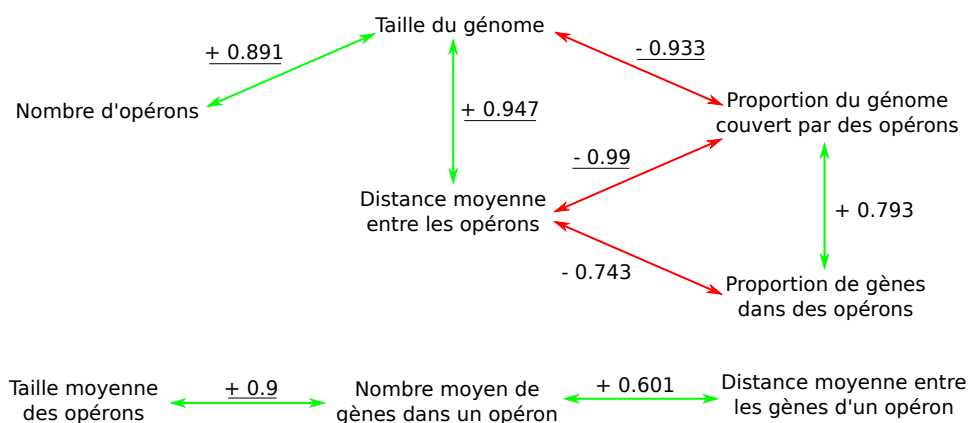 Taille du génome
+ 0.891
- 0.933
Nombre d'opérons
+ 0.947
Proportion du génome
couvert par des opérons
- 0.99
Distance moyenne
entre les opérons
+ 0.793
- 0.743
Proportion de gènes
dans des opérons
Taille moyenne
des opérons
+ 0.9
Nombre moyen de
gènes dans un opéron
+ 0.601
Distance moyenne entre
les gènes d'un opéron